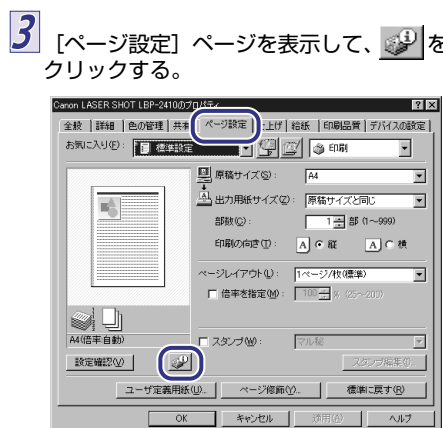 3
［ページ設定］ページを表示して、を
クリックする。
Canon LASER SHOT LBP-2410のプロパティ
全般 詳細 色の管理 共有 ページ設定 上げ 給紙 印刷品質 デバイスの設定
お気に入り(F): 標準設定 印刷
原稿サイズ(S): A4
出力用紙サイズ(Z): 原稿サイズと同じ
部数(C): 1 部 (1～999)
印刷の向き(T): A 縦 A 横
ページレイアウト(L): 1ページ/枚(標準)
倍率を指定(M): 100 % (25～200)
A4(倍率:自動)
スタンプ(W): マル秘
設定確認(V) スタンプ編集(O)...
ユーザ定義用紙(U)... ページ修飾(Y)... 標準に戻す(R)
OK キャンセル 適用(A) ヘルプ